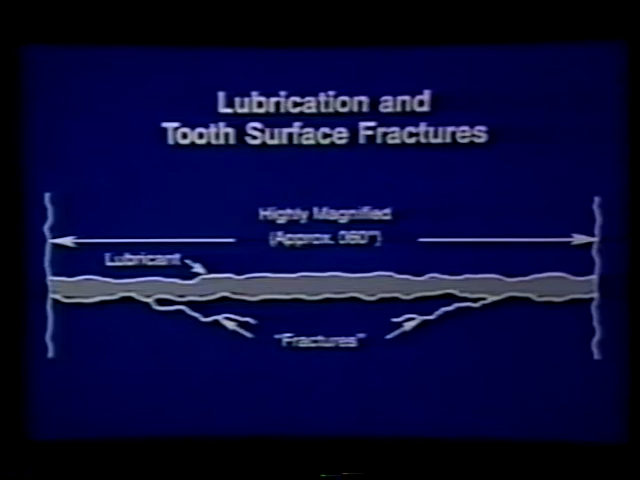 Lubrication and
Tooth Surface Fractures
Highly Magnified
(Approx. .060")
Lubricant
"Fractures"